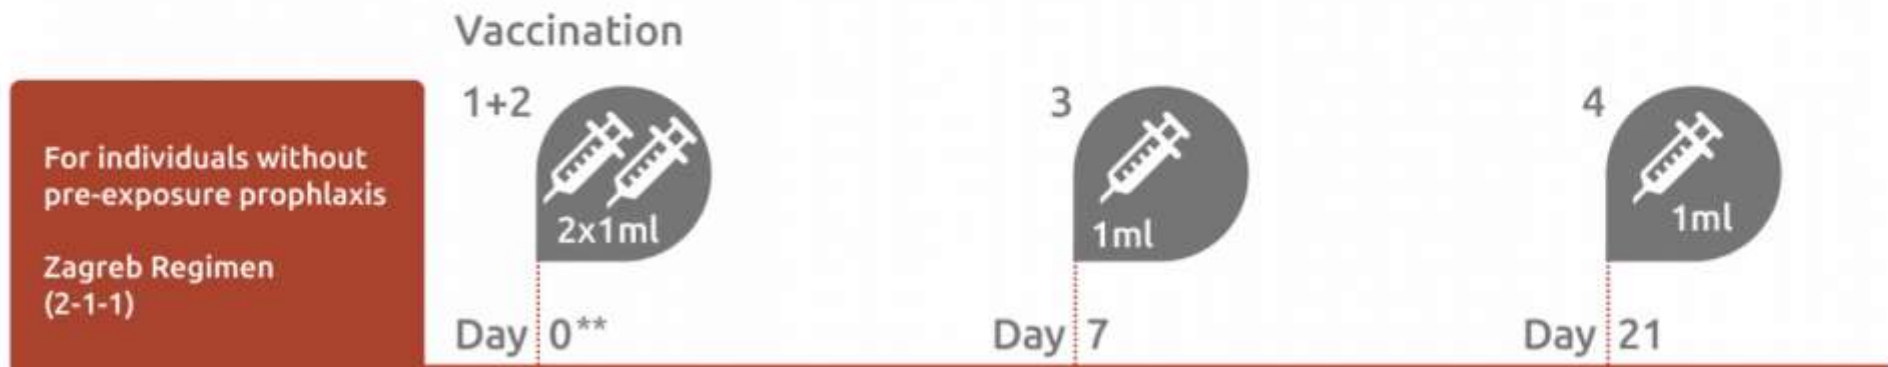 Vaccination
For individuals without
pre-exposure prophlaxis
Zagreb Regimen
(2-1-1)
1+2
2x1ml
Day 0**
3
1ml
Day 7
4
1ml
Day 21